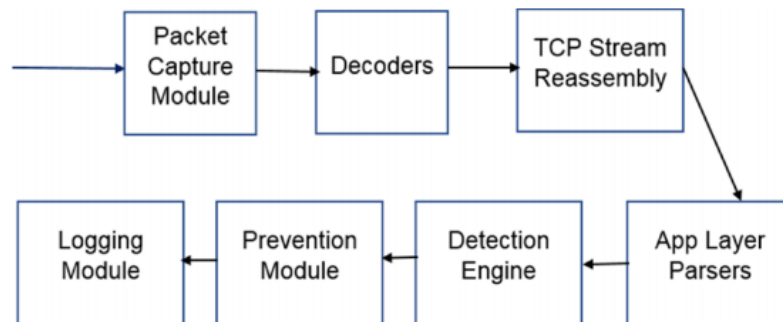 Packet
Capture
Module
Decoders
TCP Stream
Reassembly
Logging
Module
Prevention
Module
Detection
Engine
App Layer
Parsers